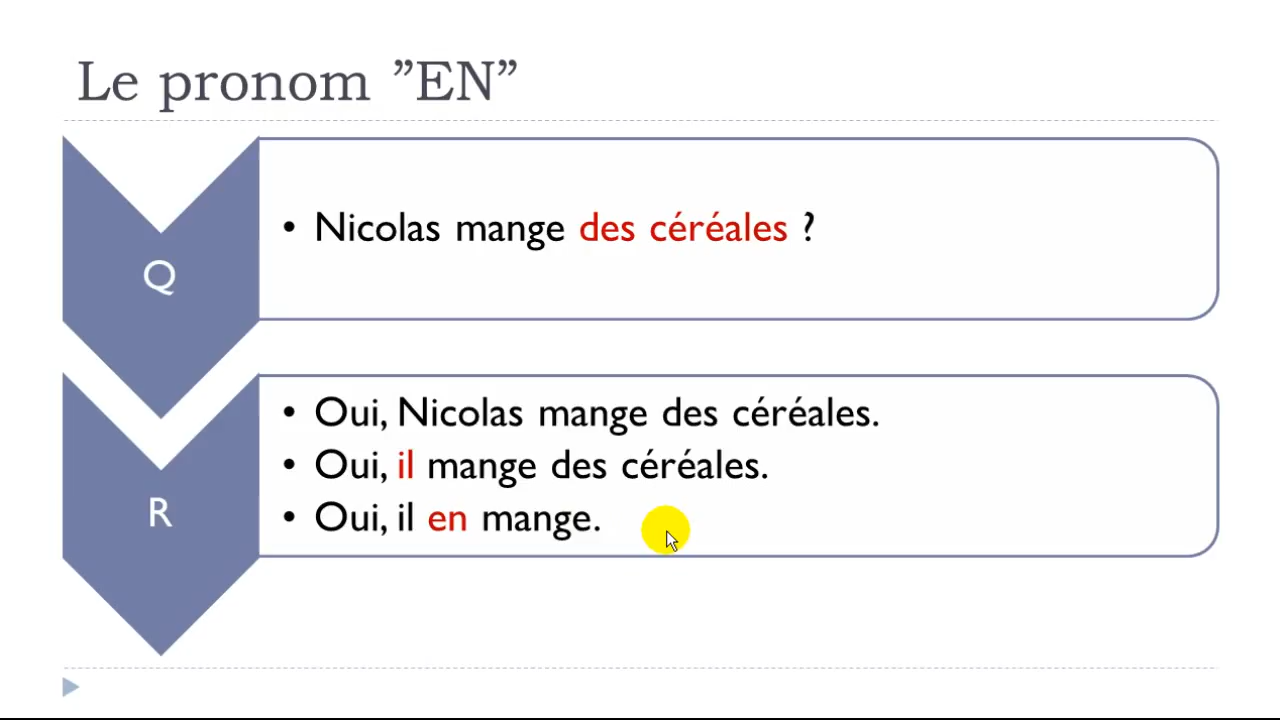 Le pronom ”EN”
Q
• Nicolas mange des céréales ?
R
• Oui, Nicolas mange des céréales.
• Oui, il mange des céréales.
• Oui, il en mange.